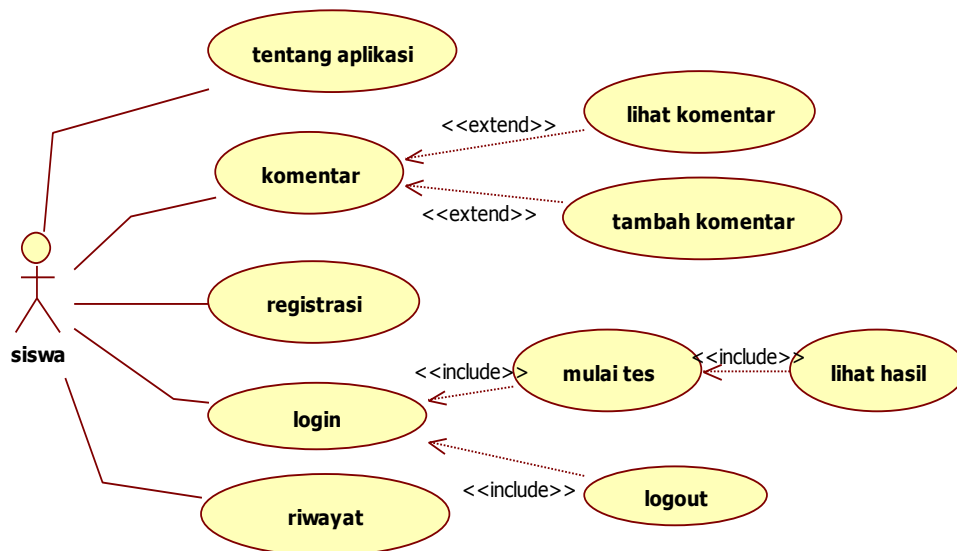 tentang aplikasi
lihat komentar
<<extend>>
komentar
<<extend>>
tambah komentar
registrasi
siswa
<<include>>
mulai tes
<<include>>
lihat hasil
login
<<include>>
logout
riwayat